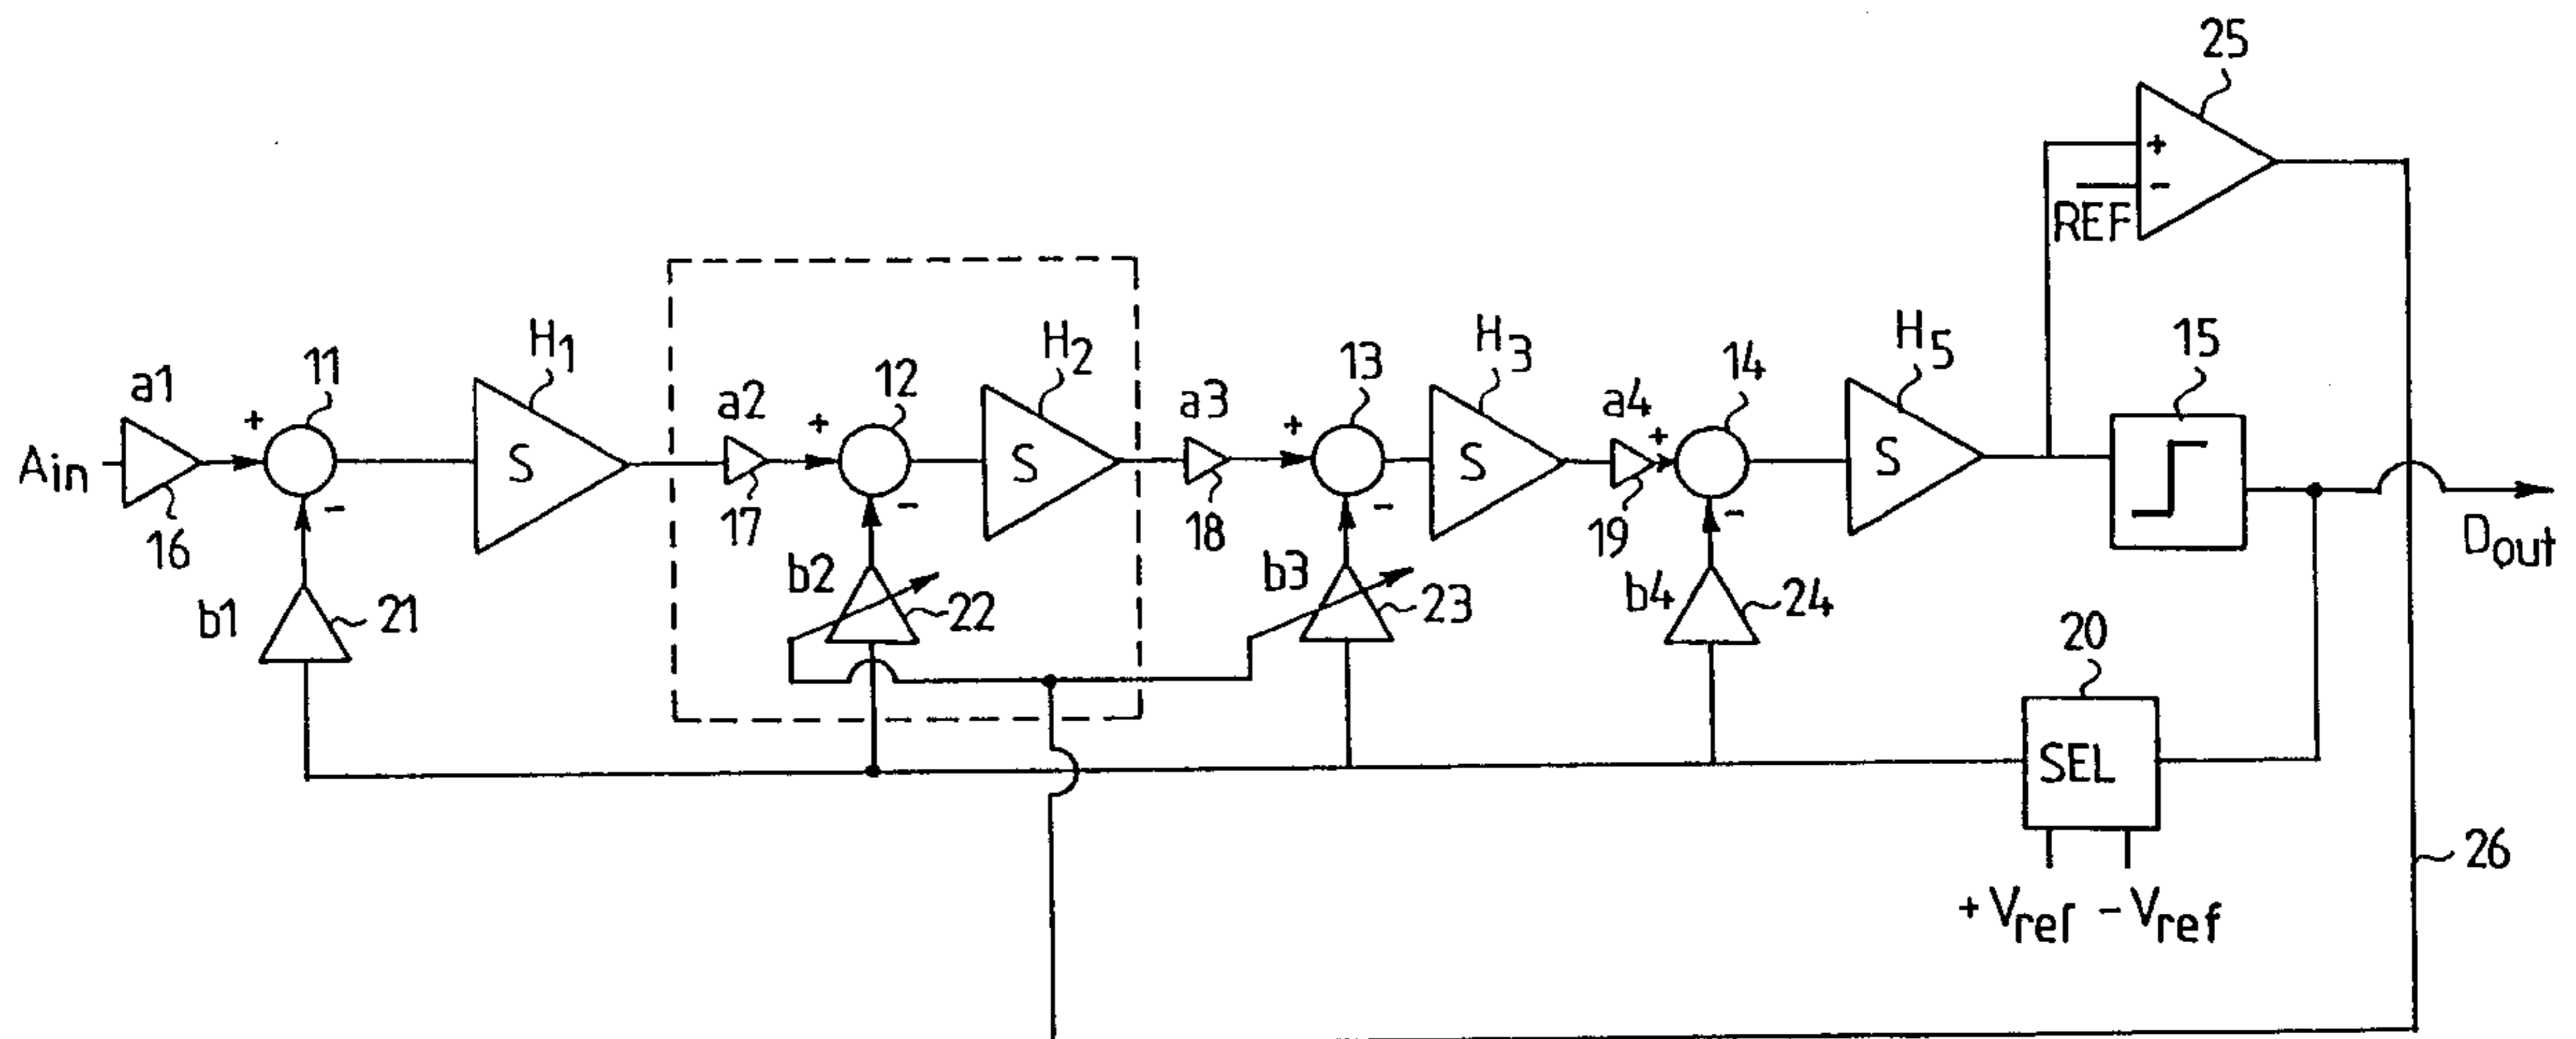 25
+
-
REF
H1
H2
H3
H5
15
a1
+
11
a2
+
12
a3
+
13
a4
+
14
Ain
S
S
S
S
16
-
17
-
18
-
19
-
Dout
b1
21
b2
22
b3
23
b4
24
20
SEL
26
+Vref -Vref